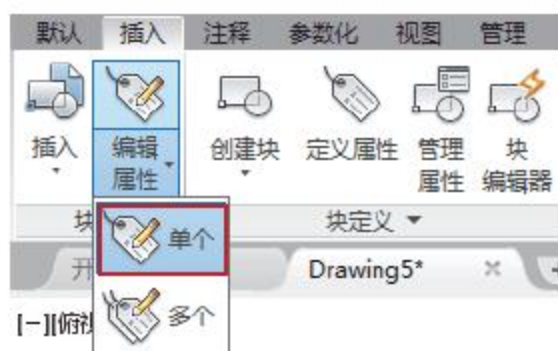 默认 插入 注释 参数化 视图 管理
插入 编辑属性 创建块 定义属性 管理属性 块编辑器
块 块定义
单个
开 Drawing5*
多个
[-][俯视